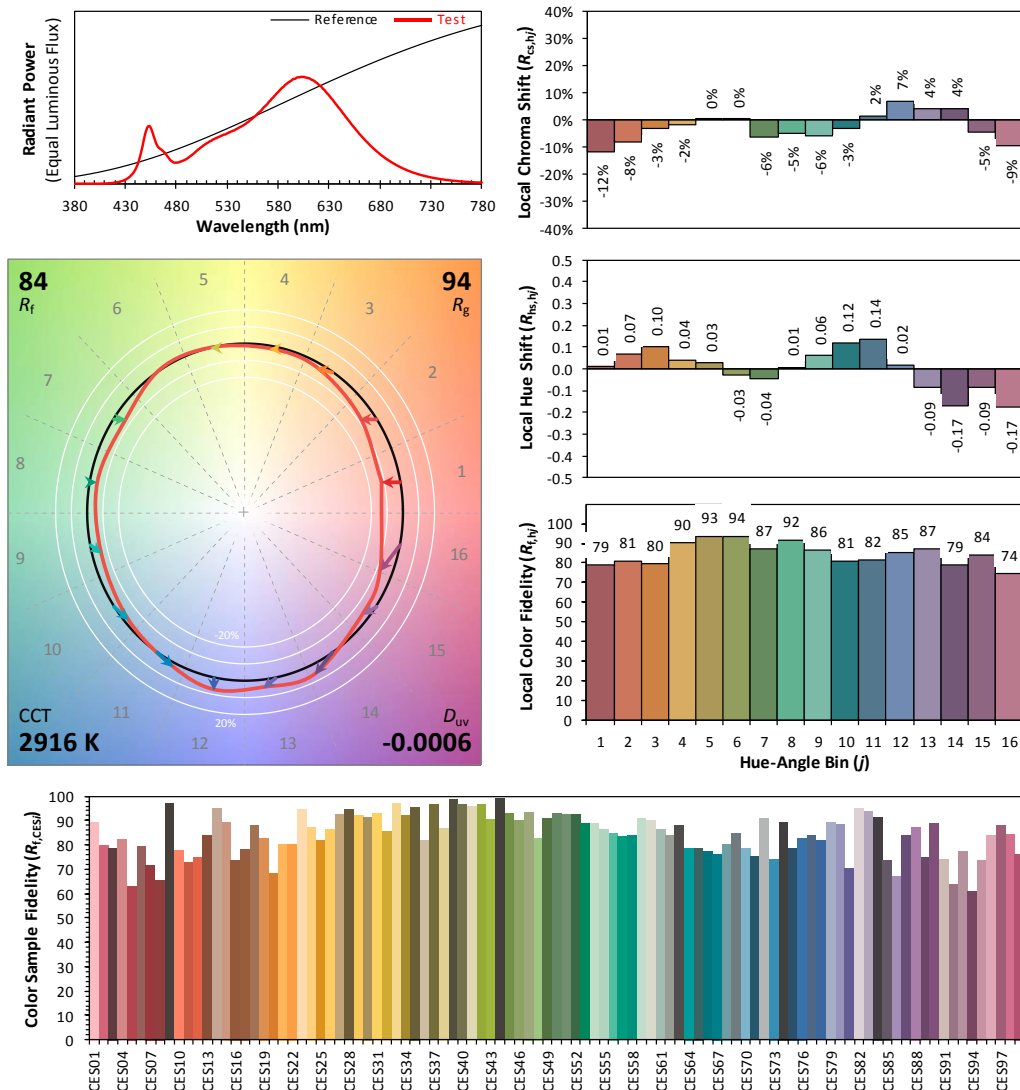 Reference
Test
Radiant Power
(Equal Luminous Flux)
380 430 480 530 580 630 680 730 780
Wavelength (nm)
Local Chroma Shift (Rcs,hj)
40%
30%
20%
10%
0%
-10%
-20%
-30%
-40%
-12% -8% -3% -2% 0% 0% -6% -5% -6% -3% 2% 7% 4% 4% -5% -9%
84
Rf
94
Rg
5 4
6 3
7 2
8 1
9 16
10 15
11 14
12 13
-20%
20%
CCT
2916 K
Duv
-0.0006
Local Hue Shift (Rhs,hj)
0.5
0.4
0.3
0.2
0.1
0.0
-0.1
-0.2
-0.3
-0.4
-0.5
0.01 0.07 0.10 0.04 0.03 -0.03 -0.04 0.01 0.06 0.12 0.14 0.02 -0.09 -0.17 -0.09 -0.17
Local Color Fidelity (Rf,hj)
100
90
80
70
60
50
40
30
20
10
0
79 81 80 90 93 94 87 92 86 81 82 85 87 79 84 74
1 2 3 4 5 6 7 8 9 10 11 12 13 14 15 16
Hue-Angle Bin (j)
Color Sample Fidelity (Rf,CESi)
100
90
80
70
60
50
40
30
20
10
0
CES01 CES04 CES07 CES10 CES13 CES16 CES19 CES22 CES25 CES28 CES31 CES34 CES37 CES40 CES43 CES46 CES49 CES52 CES55 CES58 CES61 CES64 CES67 CES70 CES73 CES76 CES79 CES82 CES85 CES88 CES91 CES94 CES97